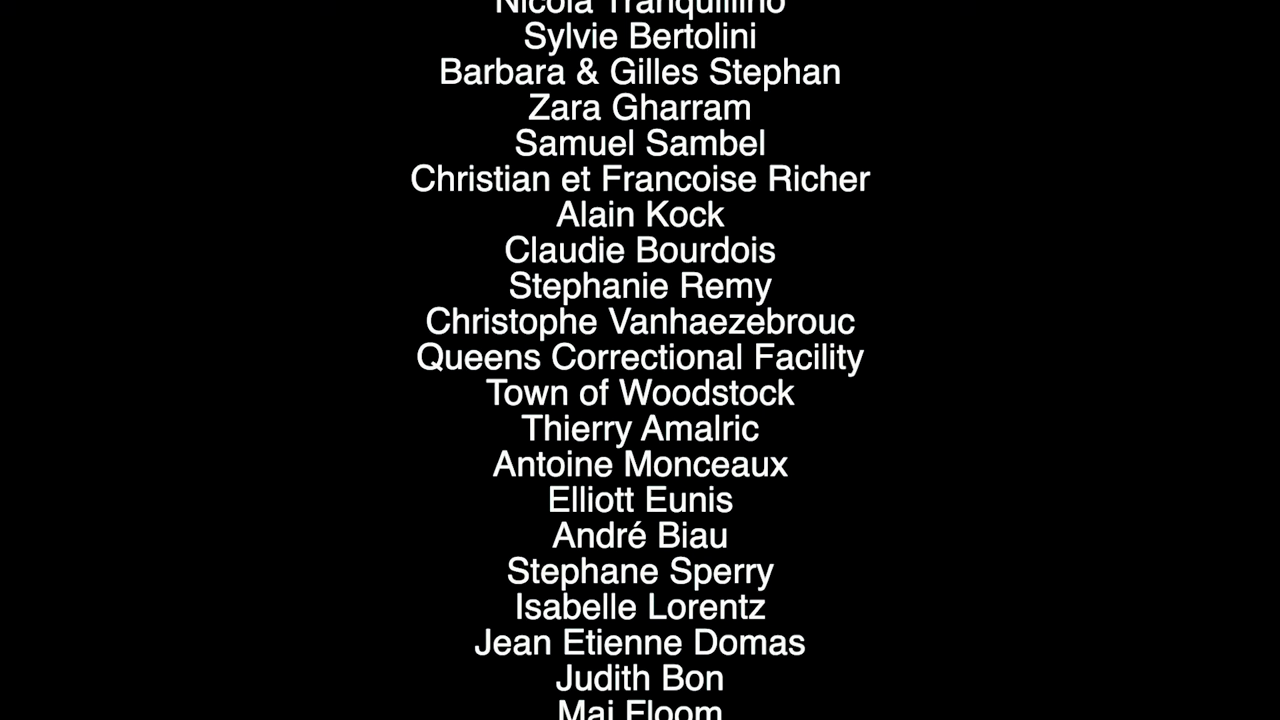 Nicola Tranquillino
Sylvie Bertolini
Barbara & Gilles Stephan
Zara Gharram
Samuel Sambel
Christian et Francoise Richer
Alain Kock
Claudie Bourdois
Stephanie Remy
Christophe Vanhaezebrouc
Queens Correctional Facility
Town of Woodstock
Thierry Amalric
Antoine Monceaux
Elliott Eunis
André Biau
Stephane Sperry
Isabelle Lorentz
Jean Etienne Domas
Judith Bon
Mai Floom